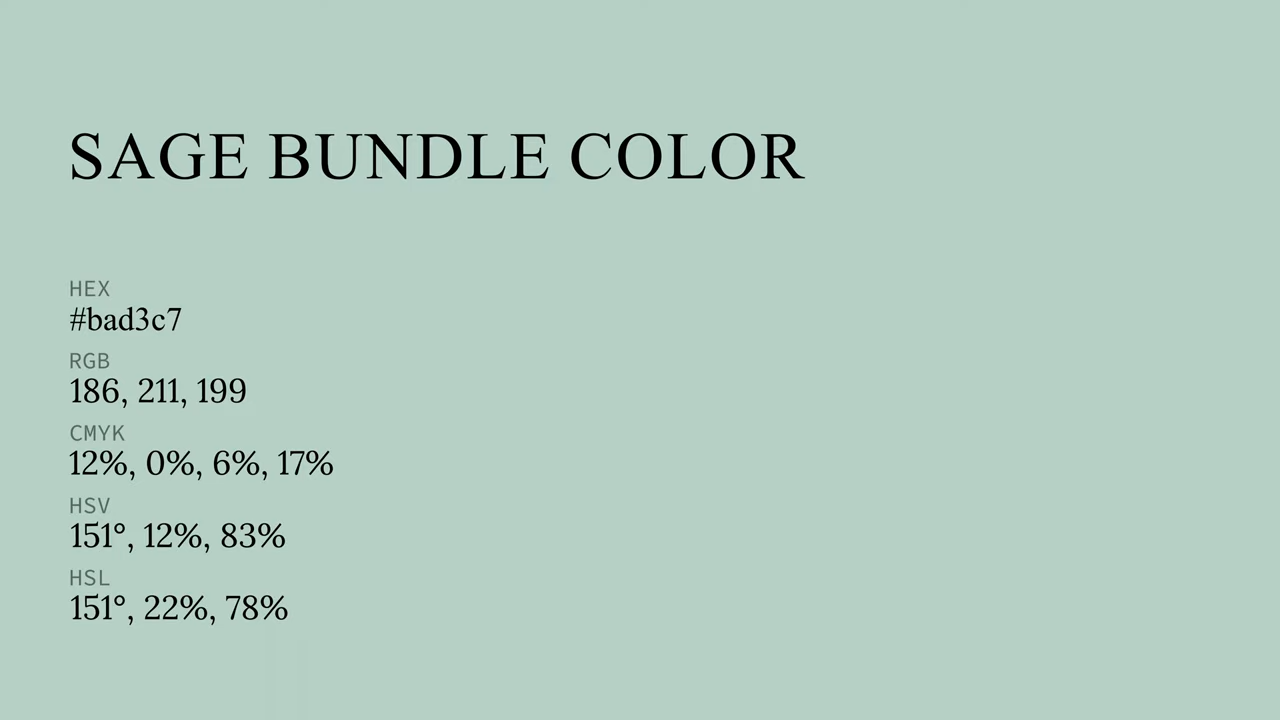 SAGE BUNDLE COLOR
HEX
#bad3c7
RGB
186, 211, 199
CMYK
12%, 0%, 6%, 17%
HSV
151°, 12%, 83%
HSL
151°, 22%, 78%